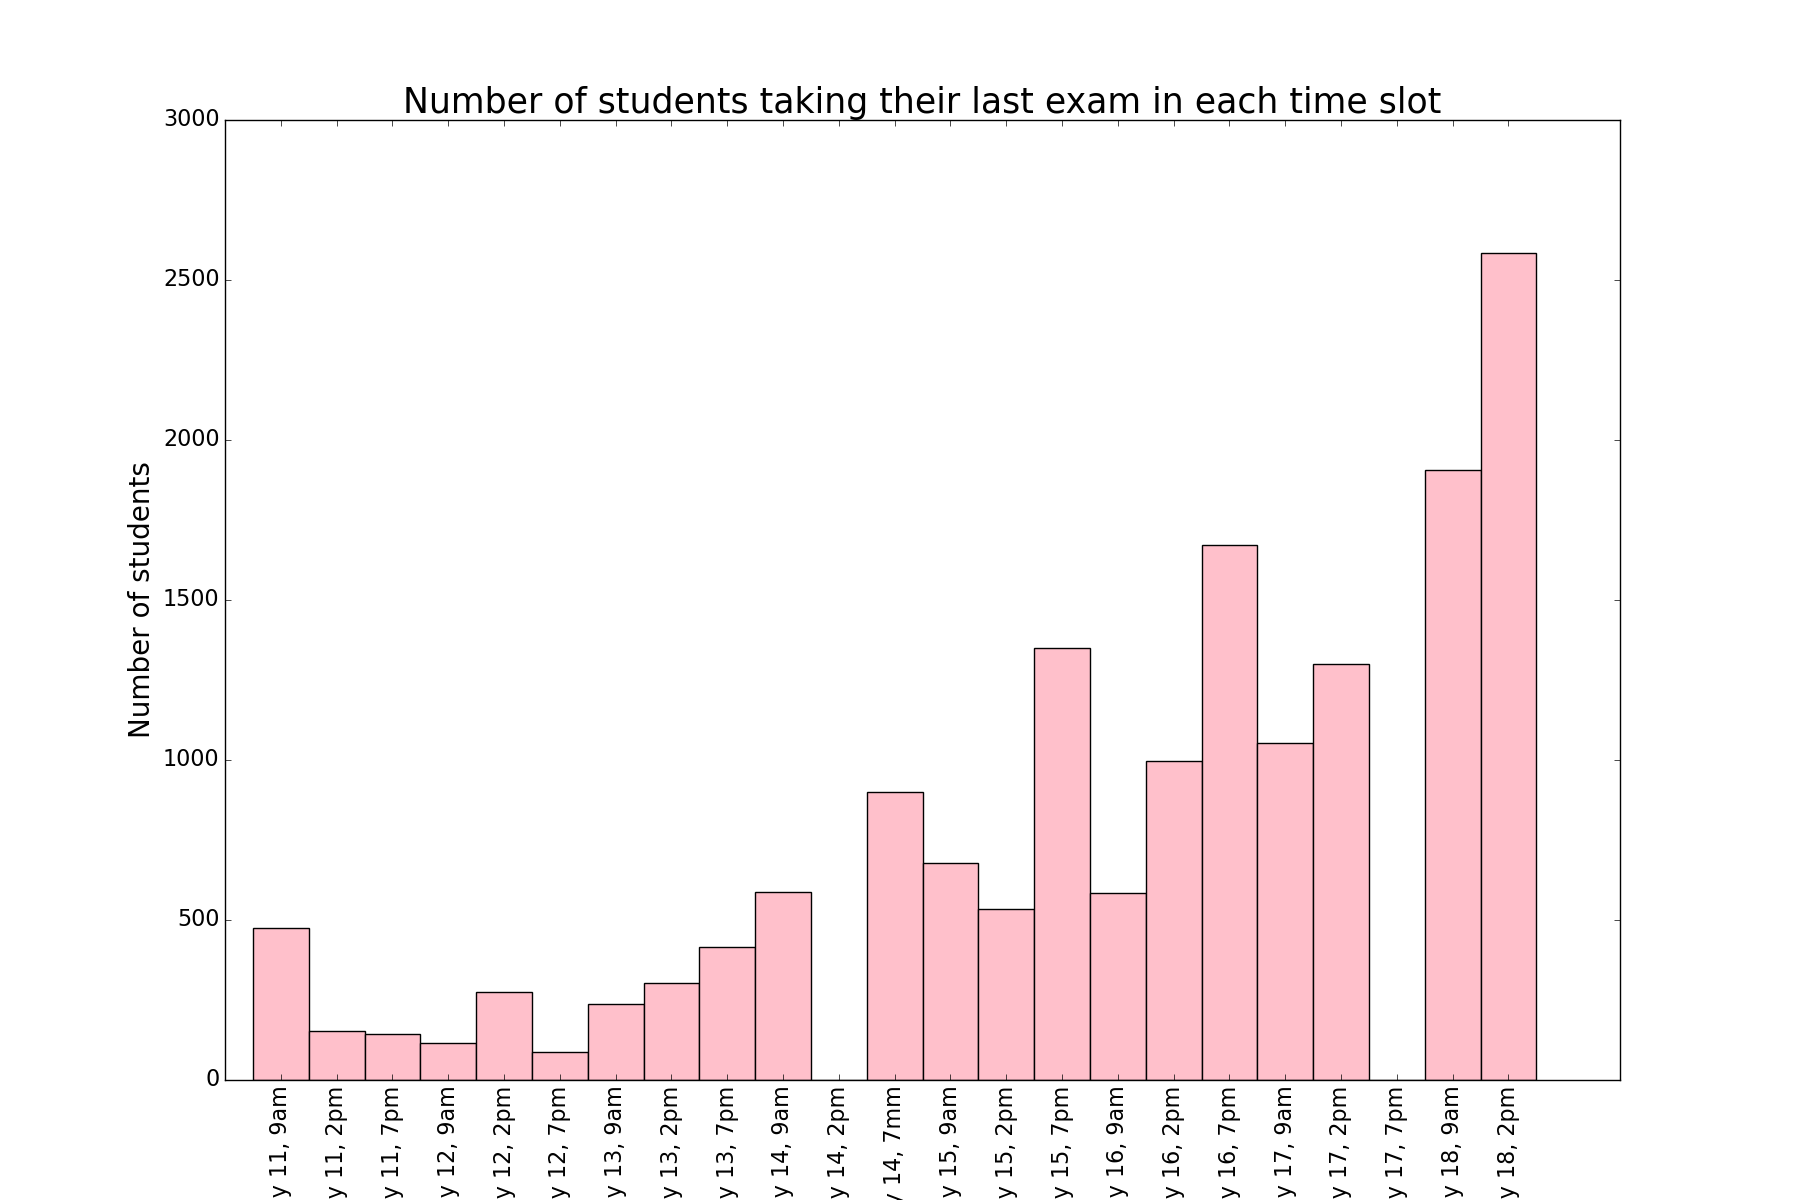 Number of students taking their last exam in each time slot
3000
2500
2000
1500
1000
500
0
Number of students
y 11, 9am
y 11, 2pm
y 11, 7pm
y 12, 9am
y 12, 2pm
y 12, 7pm
y 13, 9am
y 13, 2pm
y 13, 7pm
y 14, 9am
y 14, 2pm
y 14, 7mm
y 15, 9am
y 15, 2pm
y 15, 7pm
y 16, 9am
y 16, 2pm
y 16, 7pm
y 17, 9am
y 17, 2pm
y 17, 7pm
y 18, 9am
y 18, 2pm